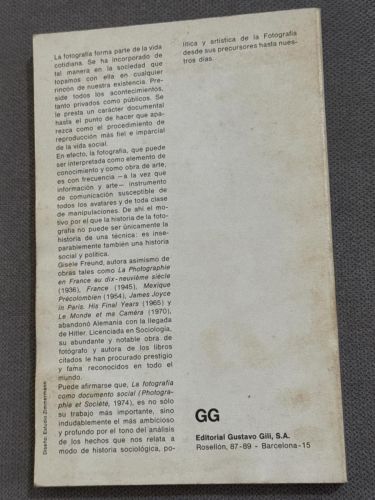 La fotografía forma parte de la vida
cotidiana. Se ha incorporado de
tal manera en la sociedad que
topamos con ella en cualquier
rincón de nuestra existencia. Pre-
side todos los acontecimientos,
tanto privados como públicos. Se
le presta un carácter documental
hasta el punto de hacer que apa-
rezca como el procedimiento de
reproducción más fiel e imparcial
de la vida social.
En efecto, la fotografía, que puede
ser interpretada como elemento de
conocimiento y como obra de arte,
es con frecuencia —a la vez que
información y arte— instrumento
de comunicación susceptible de
todos los avatares y de toda clase
de manipulaciones. De ahí el mo-
tivo por el que la historia de la foto-
grafía no puede ser únicamente la
historia de una técnica: es inse-
parablemente también una historia
social y política.
Gisèle Freund, autora asimismo de
obras tales como La Photographie
en France au dix-neuvième siècle
(1936), France (1945), Mexique
Précolombien (1954), James Joyce
in Paris. His Final Years (1965) y
Le Monde et ma Caméra (1970),
abandonó Alemania con la llegada
de Hitler. Licenciada en Sociología,
su abundante y notable obra de
fotógrafo y autora de los libros
citados le han procurado prestigio
y fama reconocidos en todo el
mundo.
Puede afirmarse que, La fotografía
como documento social (Photogra-
phie et Société, 1974), es no sólo
su trabajo más importante, sino
indudablemente el más ambicioso
y profundo por el tono del análisis
de los hechos que nos relata a
modo de historia sociológica, po-
lítica y artística de la Fotografía
desde sus precursores hasta nues-
tros días.
Diseño: Estudio Zimmermann
GG
Editorial Gustavo Gili, S.A.
Rosellón, 87-89 - Barcelona-15